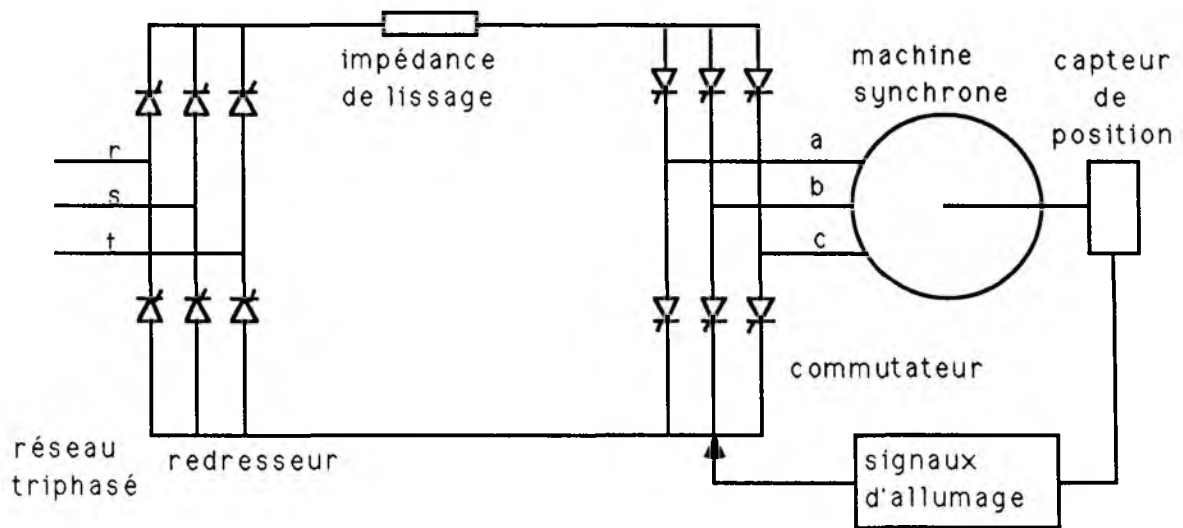 impédance
de lissage
machine
synchrone
capteur
de
position
r
s
t
a
b
c
commutateur
réseau
triphasé
redresseur
signaux
d'allumage